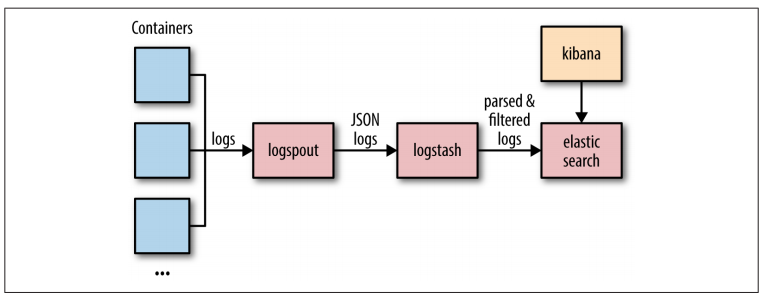 Containers
kibana
logs
logspout
JSON
logs
logstash
parsed &
filtered
logs
elastic
search
...